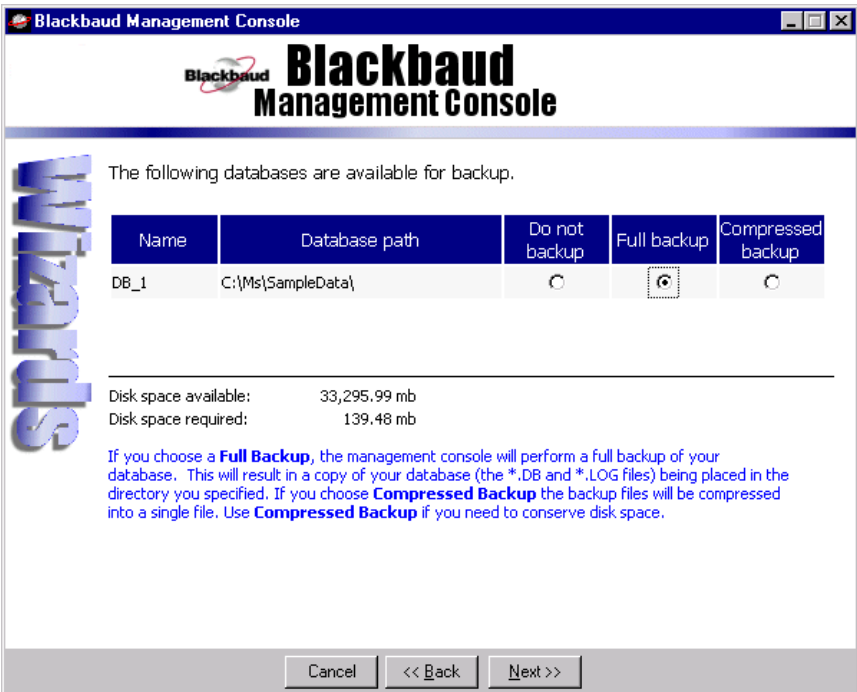 Blackbaud Management Console
Blackbaud
Blackbaud
Management Console
Wizards
The following databases are available for backup.
Name Database path Do not backup Full backup Compressed backup
DB_1 C:\Ms\SampleData\
Disk space available: 33,295.99 mb
Disk space required: 139.48 mb
If you choose a Full Backup, the management console will perform a full backup of your
database. This will result in a copy of your database (the *.DB and *.LOG files) being placed in the
directory you specified. If you choose Compressed Backup the backup files will be compressed
into a single file. Use Compressed Backup if you need to conserve disk space.
Cancel << Back Next >>